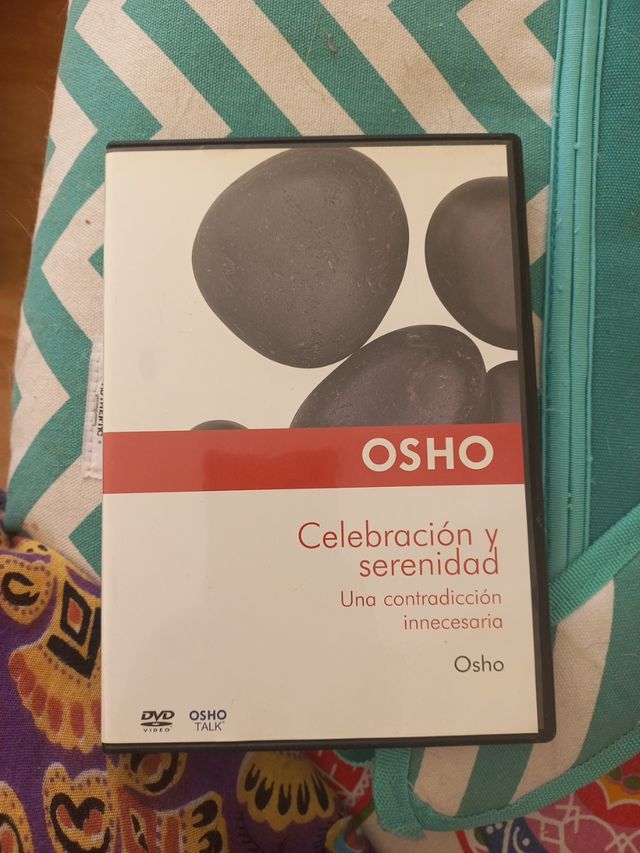 OSHO
Celebración y
serenidad
Una contradicción
innecesaria
Osho
DVD
VIDEO
OSHO
TALK